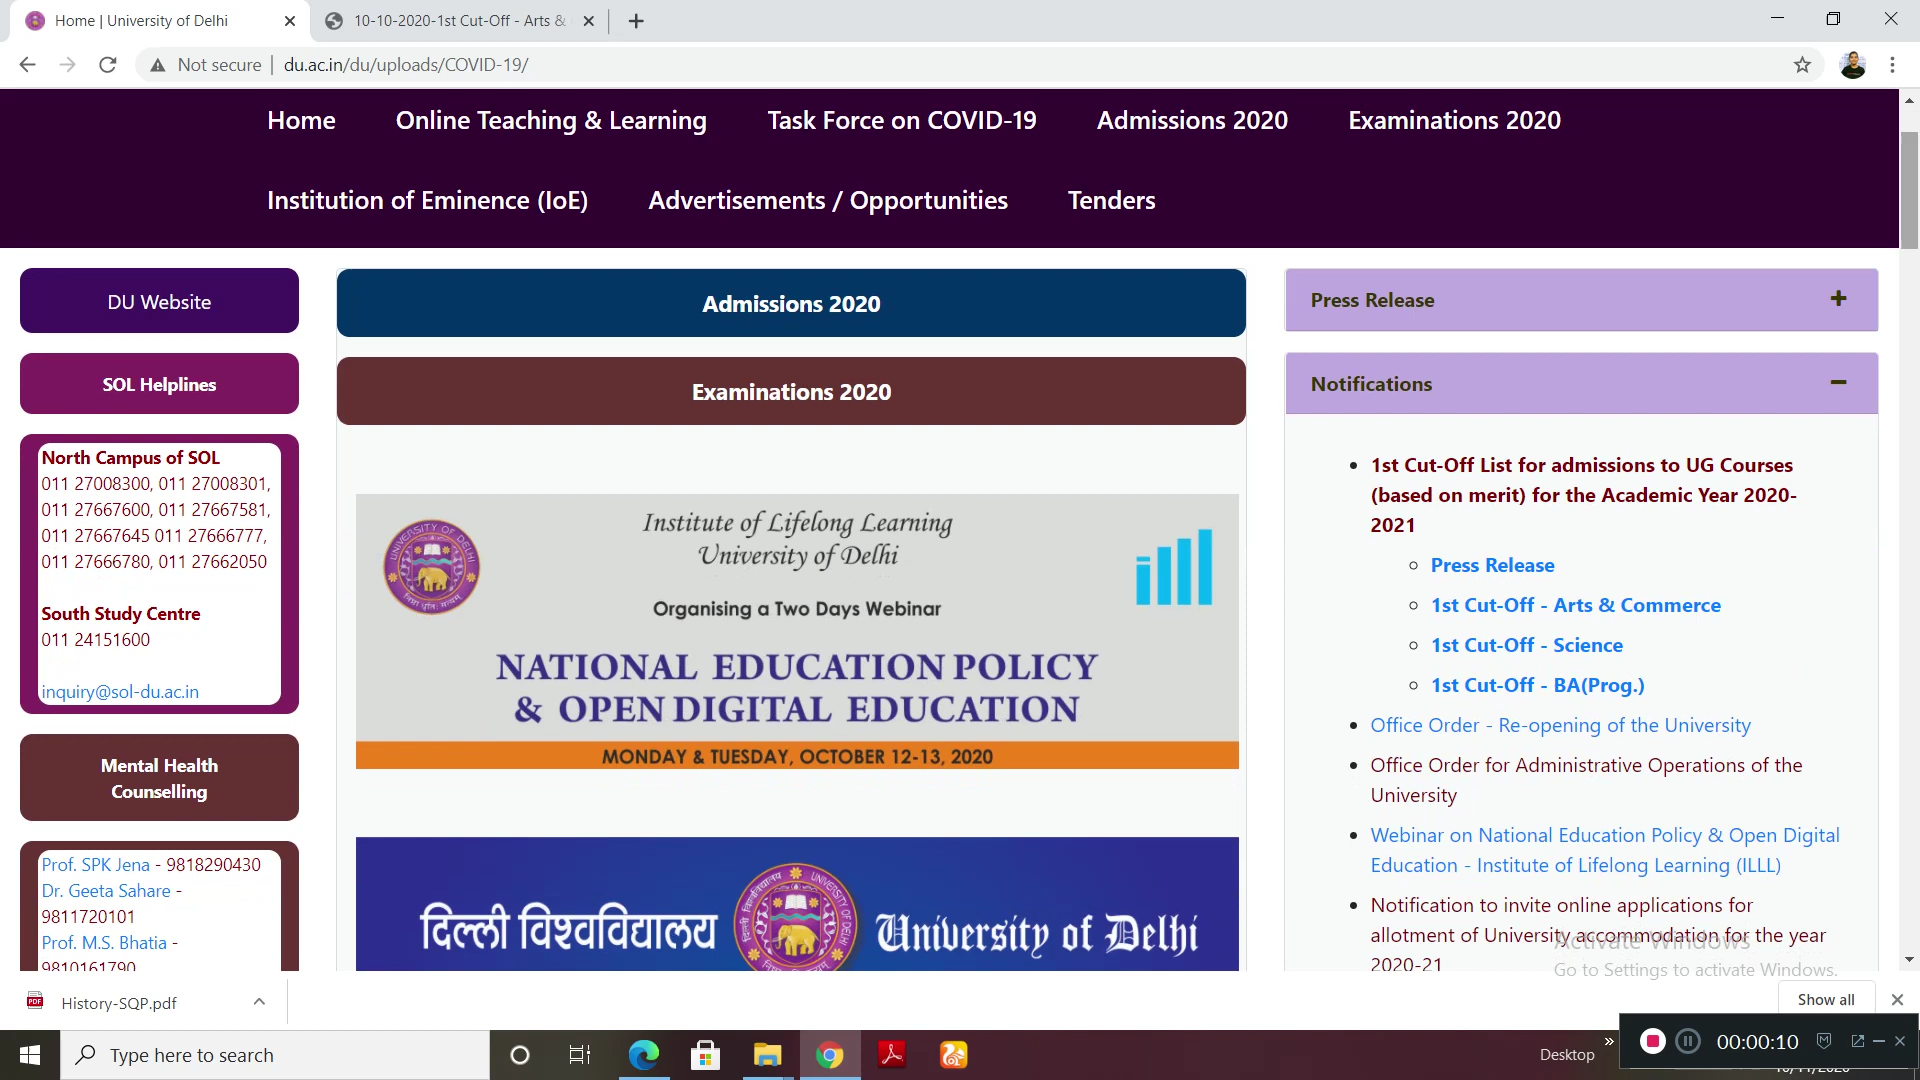 Home | University of Delhi
10-10-2020-1st Cut-Off - Arts &
Not secure
du.ac.in/du/uploads/COVID-19/
Home
Online Teaching & Learning
Task Force on COVID-19
Admissions 2020
Examinations 2020
Institution of Eminence (IoE)
Advertisements / Opportunities
Tenders
DU Website
SOL Helplines
North Campus of SOL
011 27008300, 011 27008301,
011 27667600, 011 27667581,
011 27667645 011 27666777,
011 27666780, 011 27662050
South Study Centre
011 24151600
inquiry@sol-du.ac.in
Mental Health
Counselling
Prof. SPK Jena - 9818290430
Dr. Geeta Sahare -
9811720101
Prof. M.S. Bhatia -
9810161790
Admissions 2020
Examinations 2020
Institute of Lifelong Learning
University of Delhi
Organising a Two Days Webinar
NATIONAL EDUCATION POLICY
& OPEN DIGITAL EDUCATION
MONDAY & TUESDAY, OCTOBER 12-13, 2020
UNIVERSITY OF DELHI
दिल्ली विश्वविद्यालय
University of Delhi
Press Release
Notifications
1st Cut-Off List for admissions to UG Courses
(based on merit) for the Academic Year 2020-
2021
Press Release
1st Cut-Off - Arts & Commerce
1st Cut-Off - Science
1st Cut-Off - BA(Prog.)
Office Order - Re-opening of the University
Office Order for Administrative Operations of the
University
Webinar on National Education Policy & Open Digital
Education - Institute of Lifelong Learning (ILLL)
Notification to invite online applications for
allotment of University accommodation for the year
2020-21
Activate Windows
Go to Settings to activate Windows.
PDF
History-SQP.pdf
Show all
Type here to search
Desktop
00:00:10